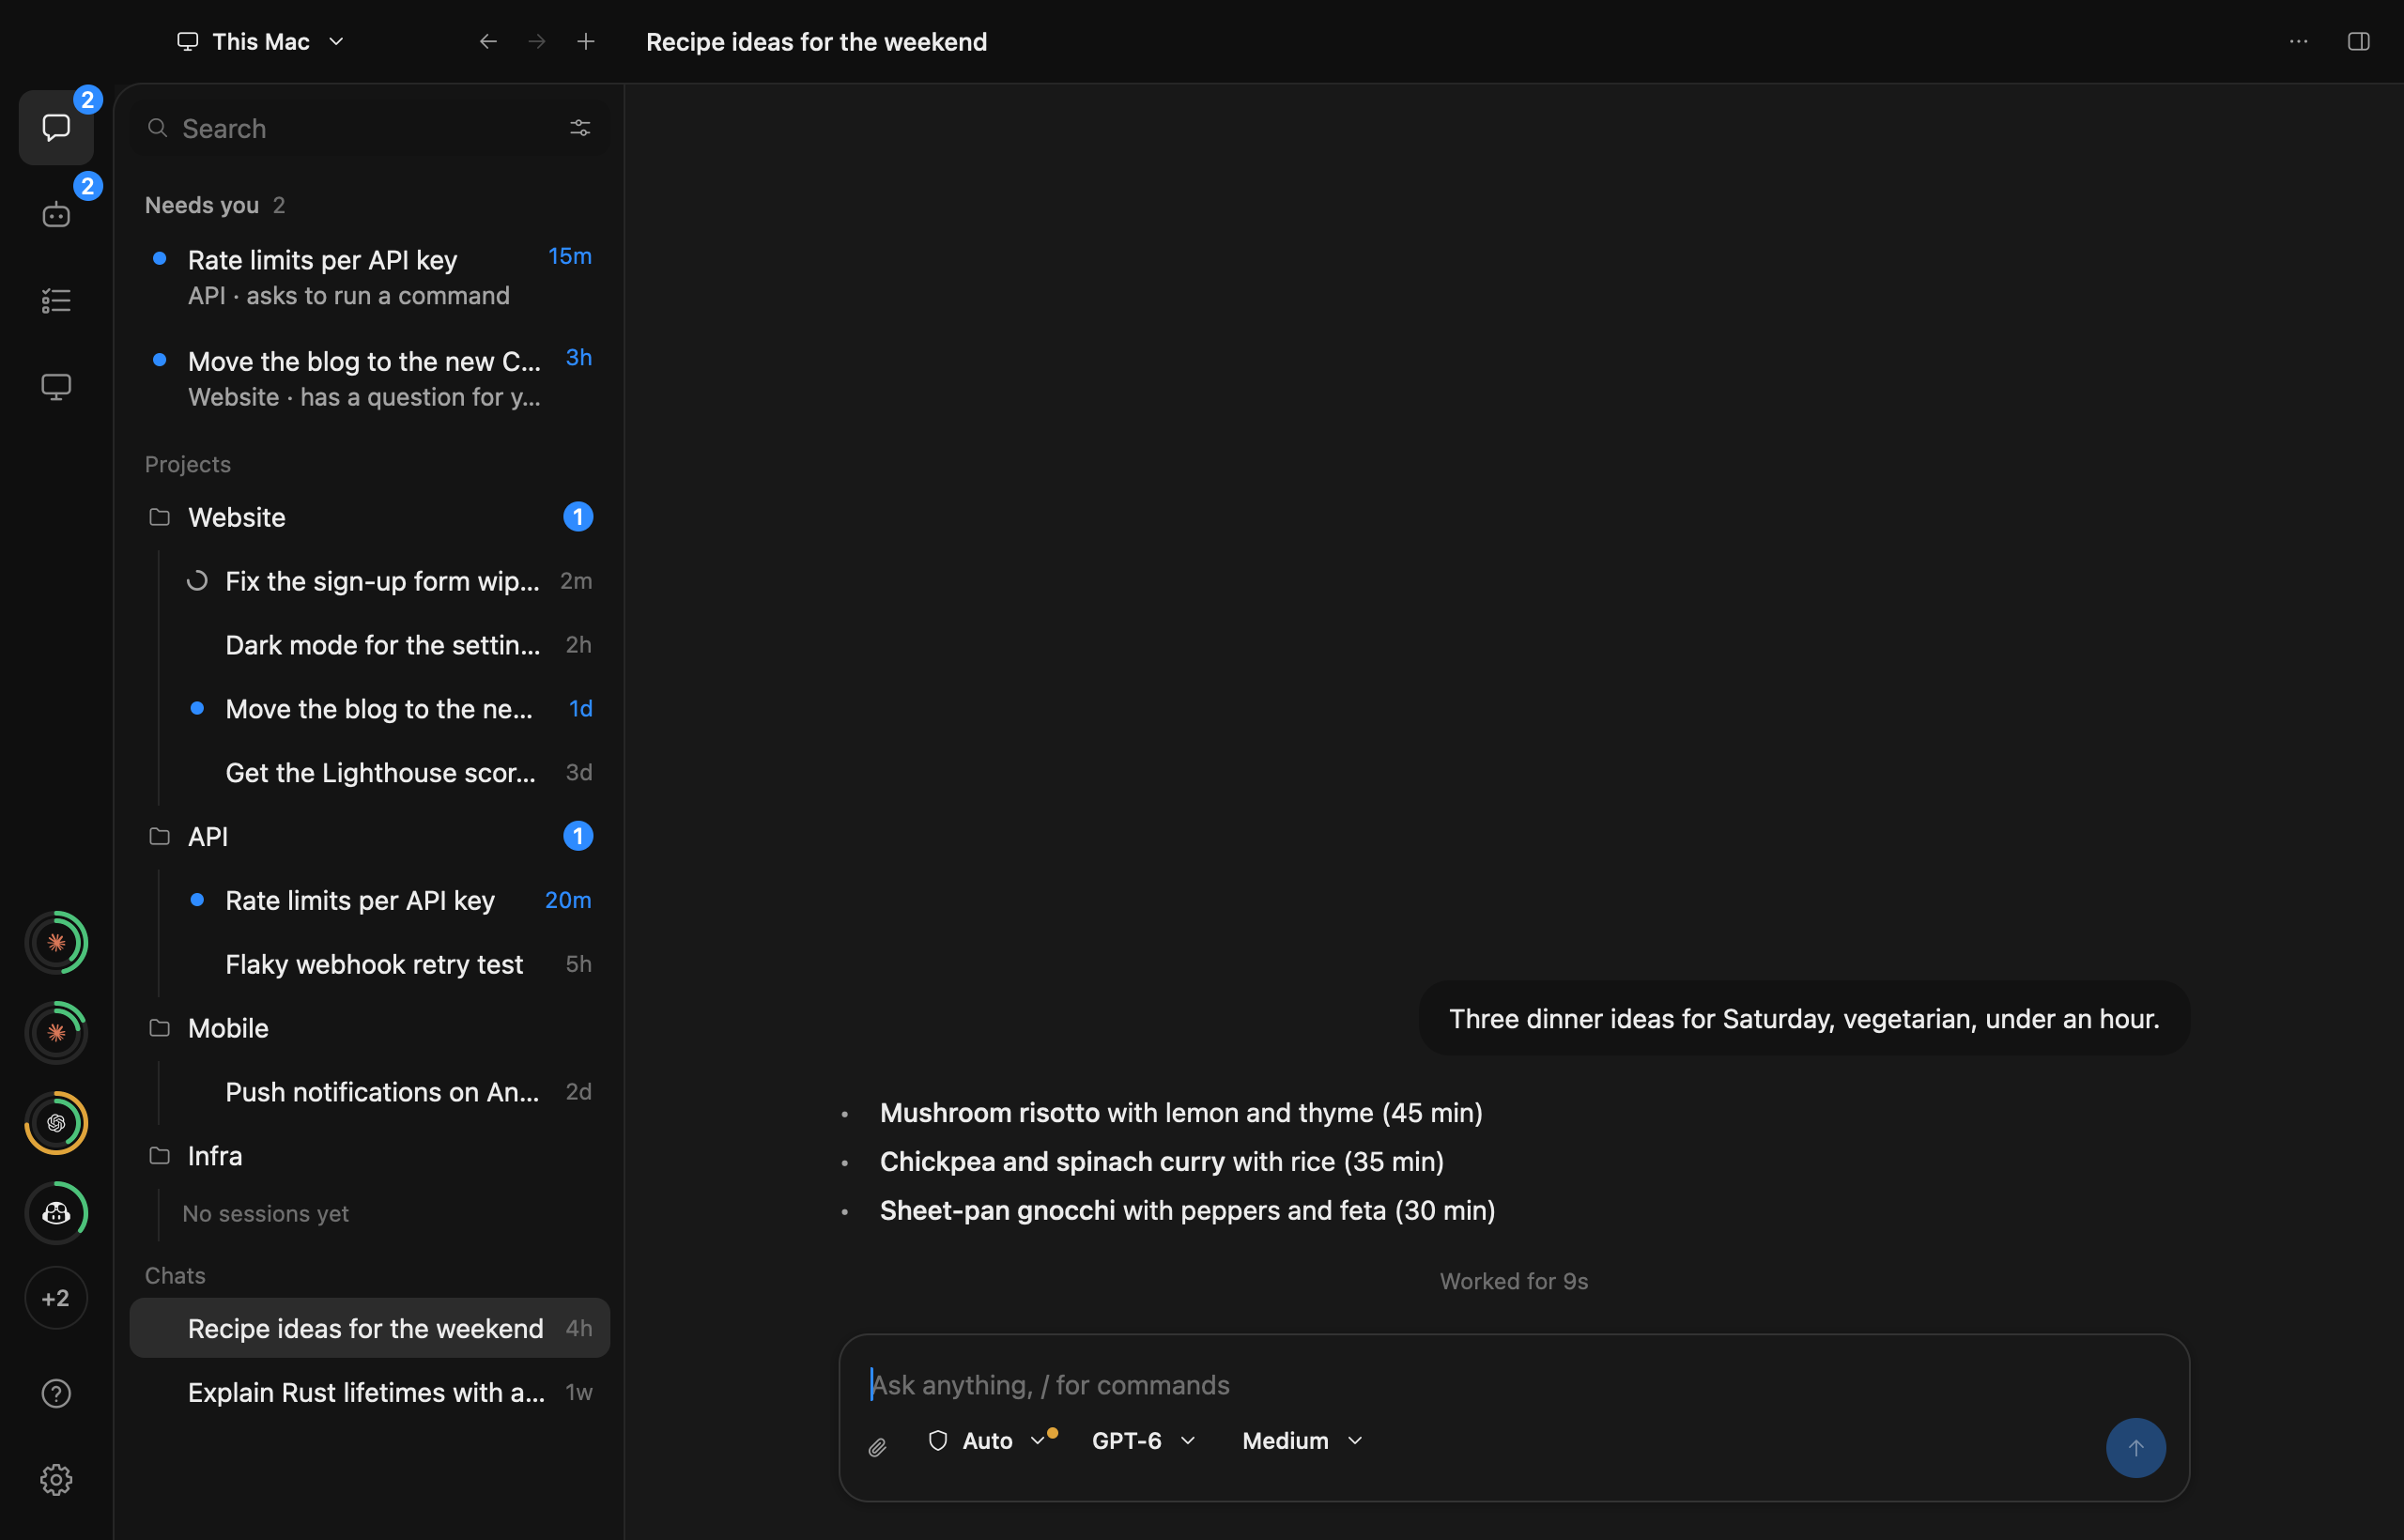 This Mac
Recipe ideas for the weekend
2
2
Search
Needs you 2
Rate limits per API key 15m
API · asks to run a command
Move the blog to the new C... 3h
Website · has a question for y...
Projects
Website 1
Fix the sign-up form wip... 2m
Dark mode for the settin... 2h
Move the blog to the ne... 1d
Get the Lighthouse scor... 3d
API 1
Rate limits per API key 20m
Flaky webhook retry test 5h
Mobile
Push notifications on An... 2d
Infra
No sessions yet
Chats
Recipe ideas for the weekend 4h
Explain Rust lifetimes with a... 1w
+2
Three dinner ideas for Saturday, vegetarian, under an hour.
• Mushroom risotto with lemon and thyme (45 min)
• Chickpea and spinach curry with rice (35 min)
• Sheet-pan gnocchi with peppers and feta (30 min)
Worked for 9s
Ask anything, / for commands
Auto GPT-6 Medium